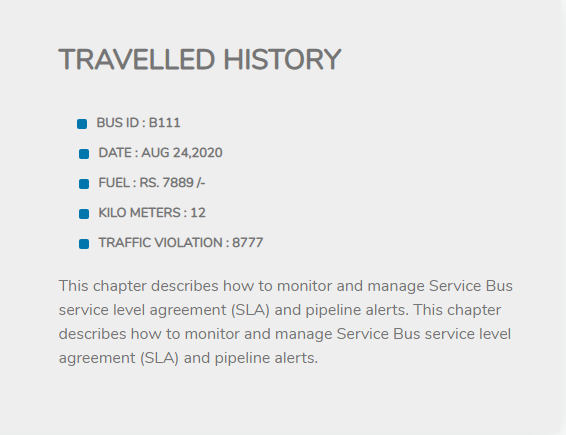 TRAVELLED HISTORY
BUS ID : B111
DATE : AUG 24,2020
FUEL : RS. 7889 /-
KILO METERS : 12
TRAFFIC VIOLATION : 8777
This chapter describes how to monitor and manage Service Bus
service level agreement (SLA) and pipeline alerts. This chapter
describes how to monitor and manage Service Bus service level
agreement (SLA) and pipeline alerts.